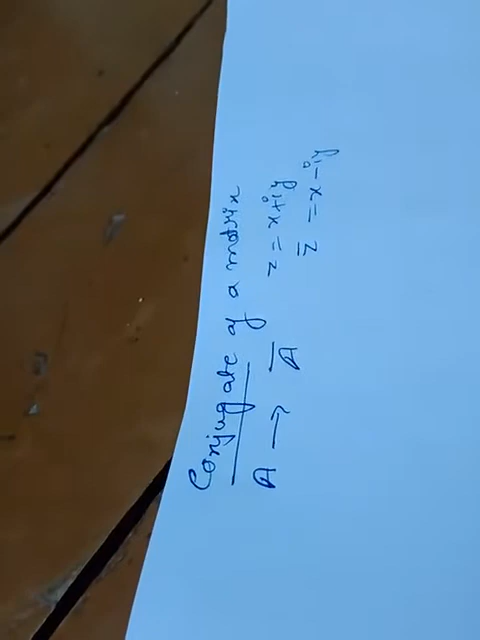 Conjugate of a matrix
A → A̅ z = x+iy
z̅ = x-iy